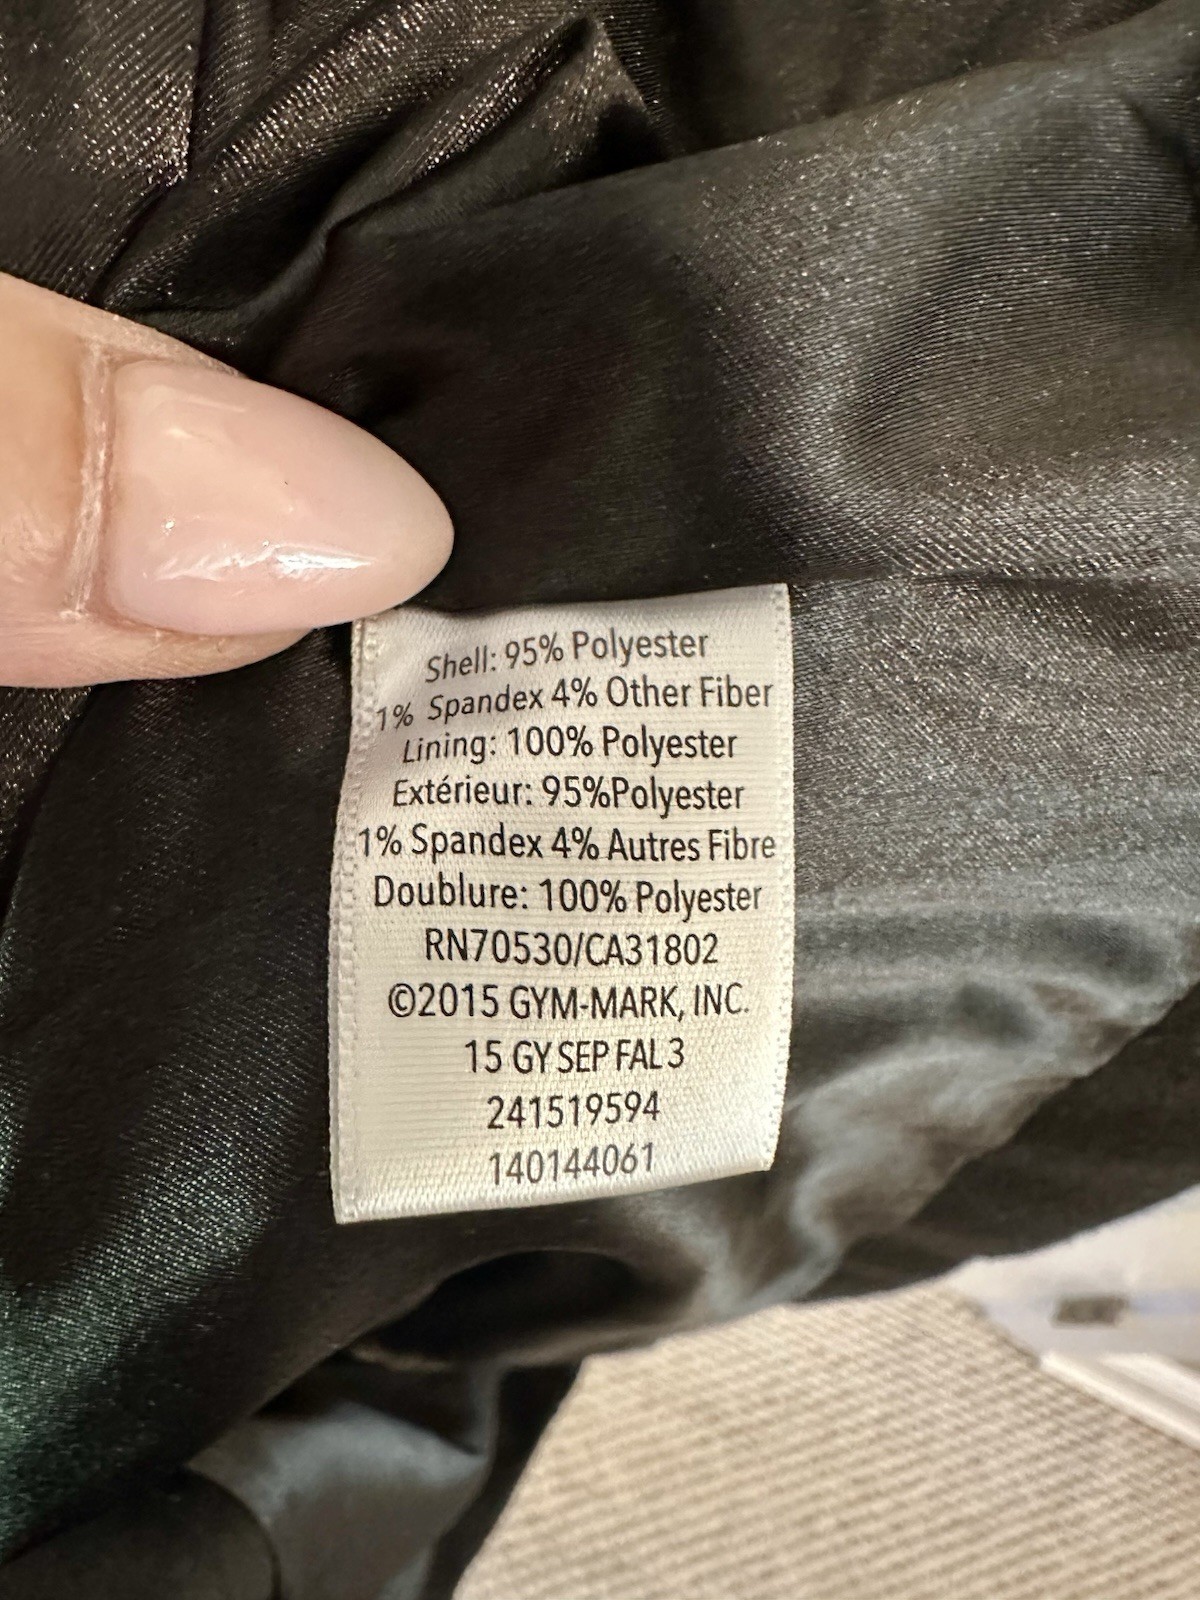 Shell: 95% Polyester
1% Spandex 4% Other Fiber
Lining: 100% Polyester
Extérieur: 95%Polyester
1% Spandex 4% Autres Fibre
Doublure: 100% Polyester
RN70530/CA31802
©2015 GYM-MARK, INC.
15 GY SEP FAL 3
241519594
140144061